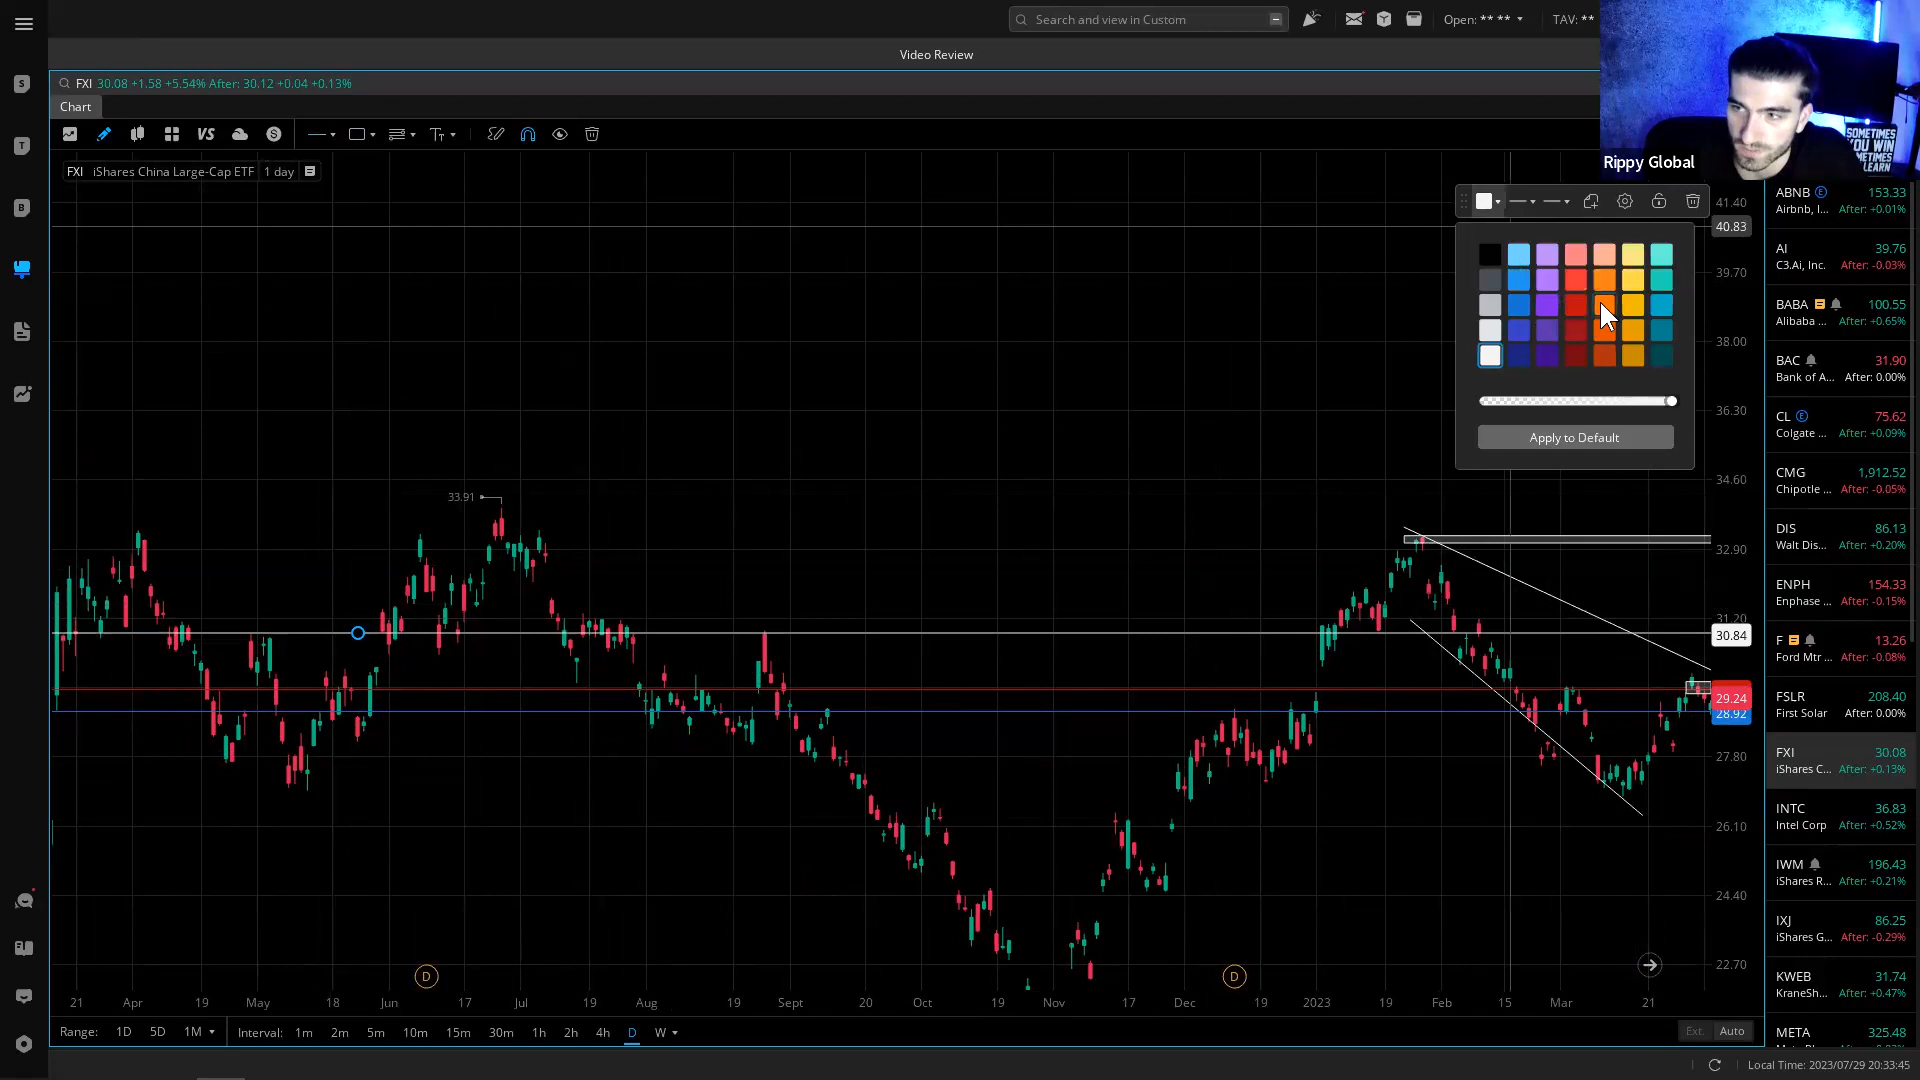 Search and view in Custom
Open: ** **
TAV: **
Video Review
FXI 30.08 +1.58 +5.54% After: 30.12 +0.04 +0.13%
Chart
VS
S
FXI iShares China Large-Cap ETF 1 day
SOMETIMES
YOU WIN
SOMETIMES
LEARN
Rippy Global
S
T
B
Apply to Default
41.40
40.83
39.70
38.00
36.30
34.60
32.90
31.20
30.84
29.24
28.92
27.80
26.10
24.40
22.70
33.91
D
D
21 Apr 19 May 18 Jun 17 Jul 19 Aug 19 Sept 20 Oct 19 Nov 17 Dec 19 2023 19 Feb 15 Mar 21
Range: 1D 5D 1M
Interval: 1m 2m 5m 10m 15m 30m 1h 2h 4h D W
Ext. Auto
ABNB E 153.33
Airbnb, I... After: +0.01%
AI 39.76
C3.Ai, Inc. After: -0.03%
BABA 100.55
Alibaba ... After: +0.65%
BAC 31.90
Bank of A... After: 0.00%
CL E 75.62
Colgate ... After: +0.09%
CMG 1,912.52
Chipotle ... After: -0.05%
DIS 86.13
Walt Dis... After: +0.20%
ENPH 154.33
Enphase ... After: -0.15%
F 13.26
Ford Mtr ... After: -0.08%
FSLR 208.40
First Solar After: 0.00%
FXI 30.08
iShares C... After: +0.13%
INTC 36.83
Intel Corp After: +0.52%
IWM 196.43
iShares R... After: +0.21%
IXJ 86.25
iShares G... After: -0.29%
KWEB 31.74
KraneSh... After: +0.47%
META 325.48
Local Time: 2023/07/29 20:33:45